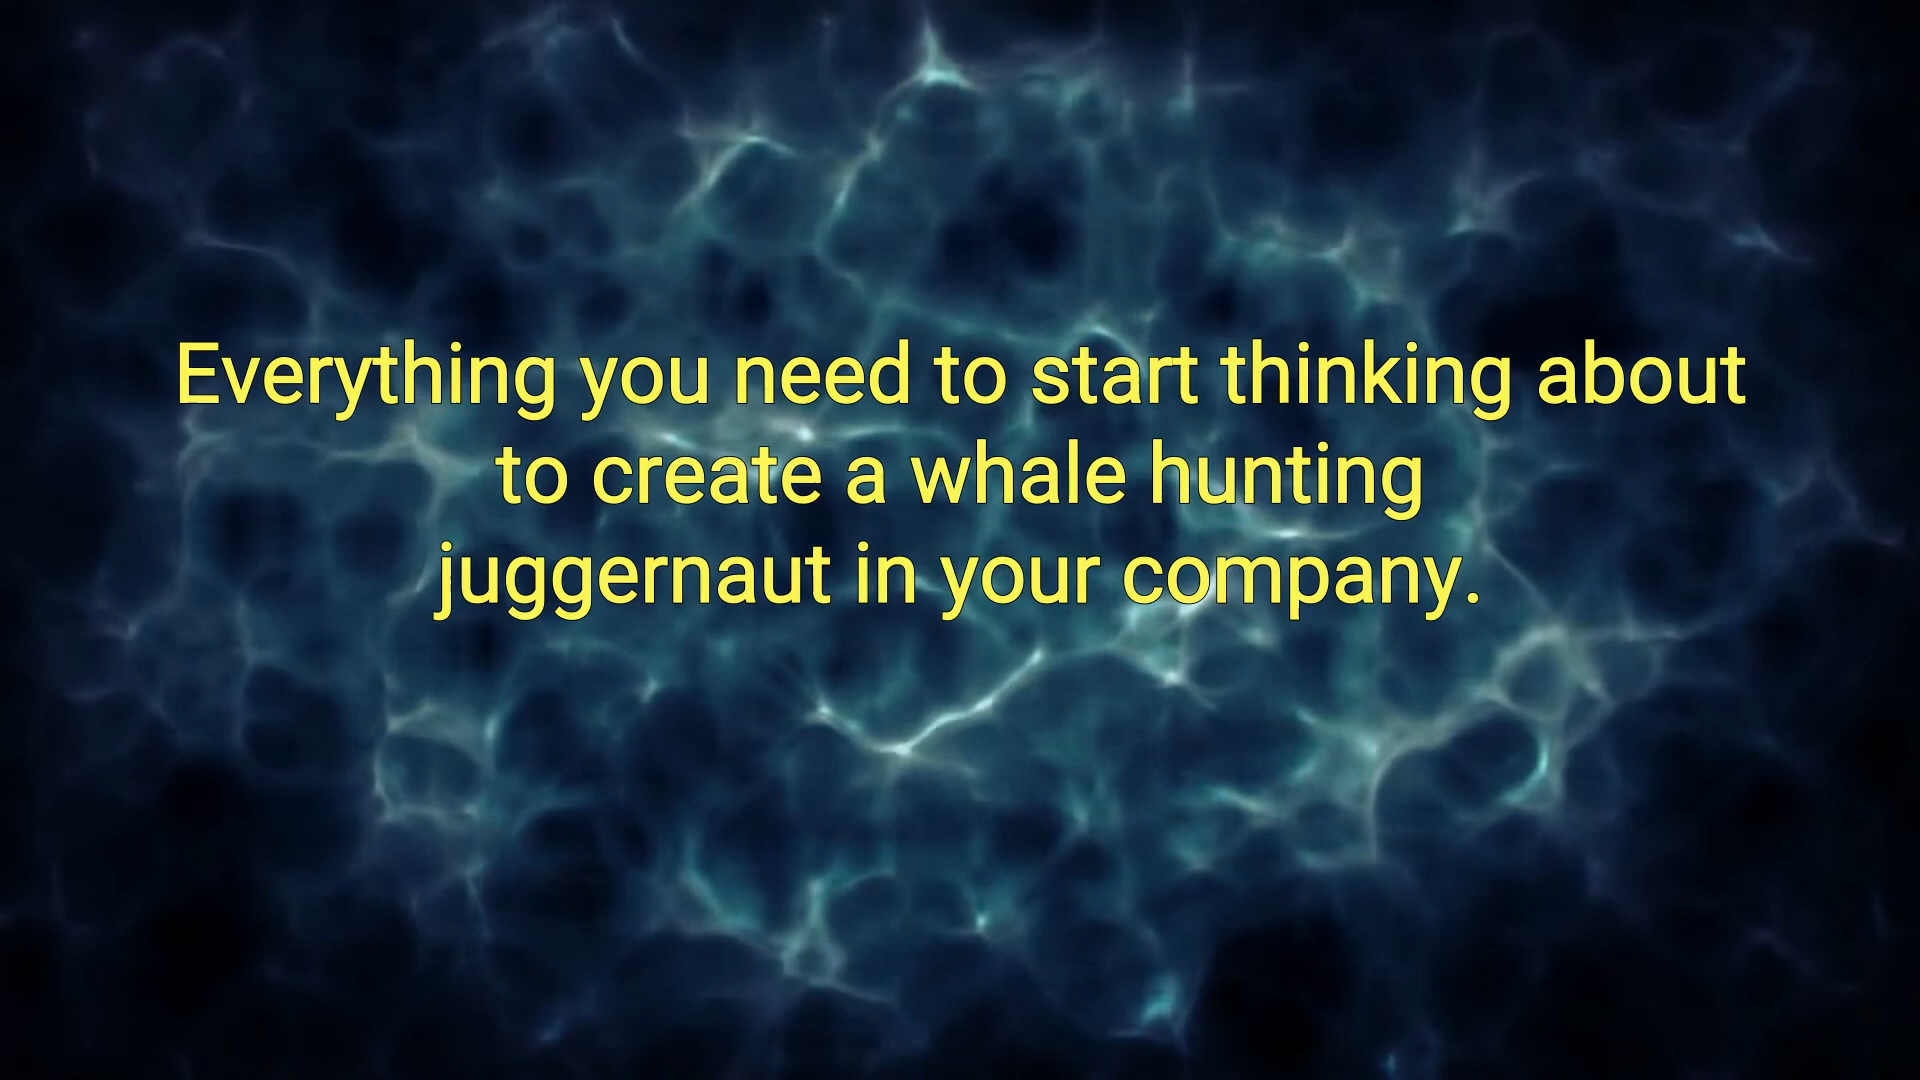 Everything you need to start thinking about
to create a whale hunting
juggernaut in your company.